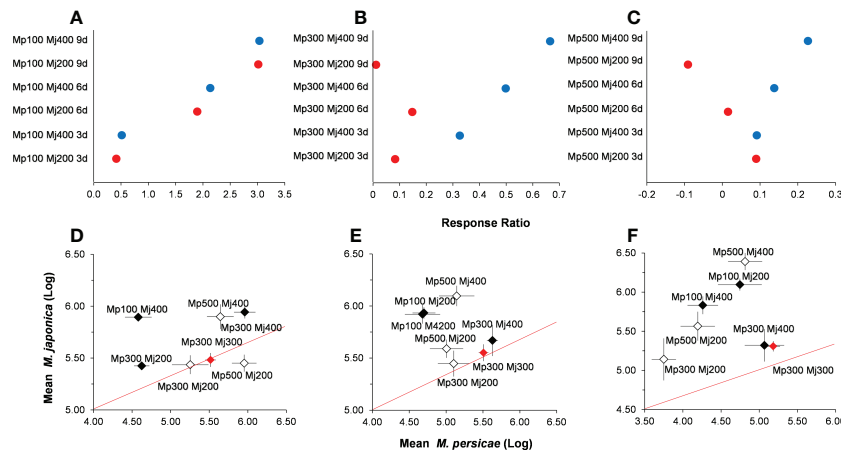 A
B
C
Mp100 Mj400 9d
Mp100 Mj200 9d
Mp100 Mj400 6d
Mp100 Mj200 6d
Mp100 Mj400 3d
Mp100 Mj200 3d
0.0 0.5 1.0 1.5 2.0 2.5 3.0 3.5
Mp300 Mj400 9d
Mp300 Mj200 9d
Mp300 Mj400 6d
Mp300 Mj200 6d
Mp300 Mj400 3d
Mp300 Mj200 3d
0.0 0.1 0.2 0.3 0.4 0.5 0.6 0.7
Mp500 Mj400 9d
Mp500 Mj200 9d
Mp500 Mj400 6d
Mp500 Mj200 6d
Mp500 Mj400 3d
Mp500 Mj200 3d
-0.2 -0.1 0.0 0.1 0.2 0.3
Response Ratio
D
E
F
Mean M. japonica (Log)
6.50
6.00
5.50
5.00
Mp100 Mj400
Mp500 Mj400
Mp300 Mj400
Mp300 Mj300
Mp300 Mj200
Mp300 Mj200
Mp500 Mj200
4.00 4.50 5.00 5.50 6.00 6.50
6.50
6.00
5.50
5.00
Mp500 Mj400
Mp100 Mj200
Mp100 M4200
Mp300 Mj400
Mp500 Mj200
Mp300 Mj300
Mp300 Mj200
4.00 4.50 5.00 5.50 6.00 6.50
6.50
6.00
5.50
5.00
4.50
Mp500 Mj400
Mp100 Mj200
Mp100 Mj400
Mp500 Mj200
Mp300 Mj400
Mp300 Mj200
Mp300 Mj300
3.50 4.00 4.50 5.00 5.50 6.00
Mean M. persicae (Log)